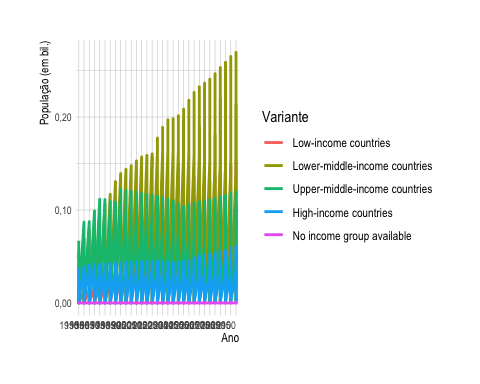 População (em bil.)
0,20
0,10
0,00
Ano
Variante
Low-income countries
Lower-middle-income countries
Upper-middle-income countries
High-income countries
No income group available